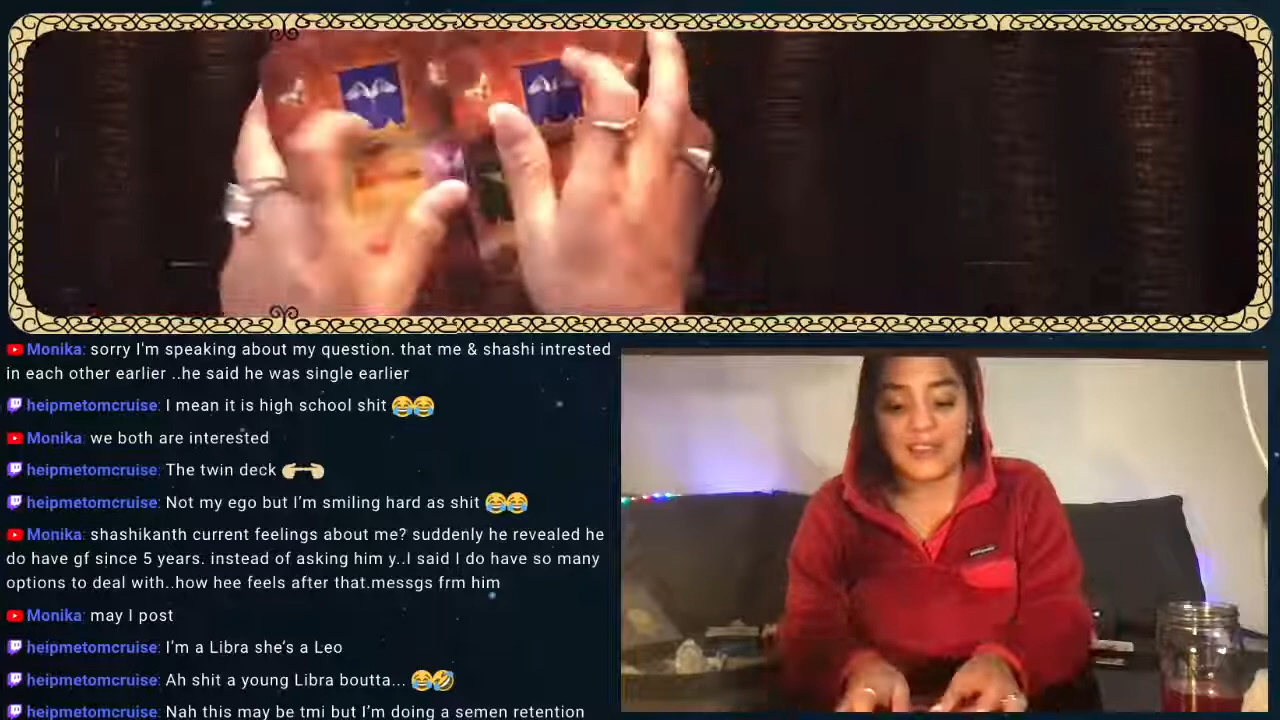 Monika: sorry I'm speaking about my question. that me & shashi intrested
in each other earlier ..he said he was single earlier
heipmetomcruise: I mean it is high school shit 😂😂
Monika: we both are interested
heipmetomcruise: The twin deck
heipmetomcruise: Not my ego but I’m smiling hard as shit 😂😂
Monika: shashikanth current feelings about me? suddenly he revealed he
do have gf since 5 years. instead of asking him y..I said I do have so many
options to deal with..how hee feels after that.messgs frm him
Monika: may I post
heipmetomcruise: I’m a Libra she’s a Leo
heipmetomcruise: Ah shit a young Libra boutta... 😂🤣
heipmetomcruise: Nah this may be tmi but I’m doing a semen retention